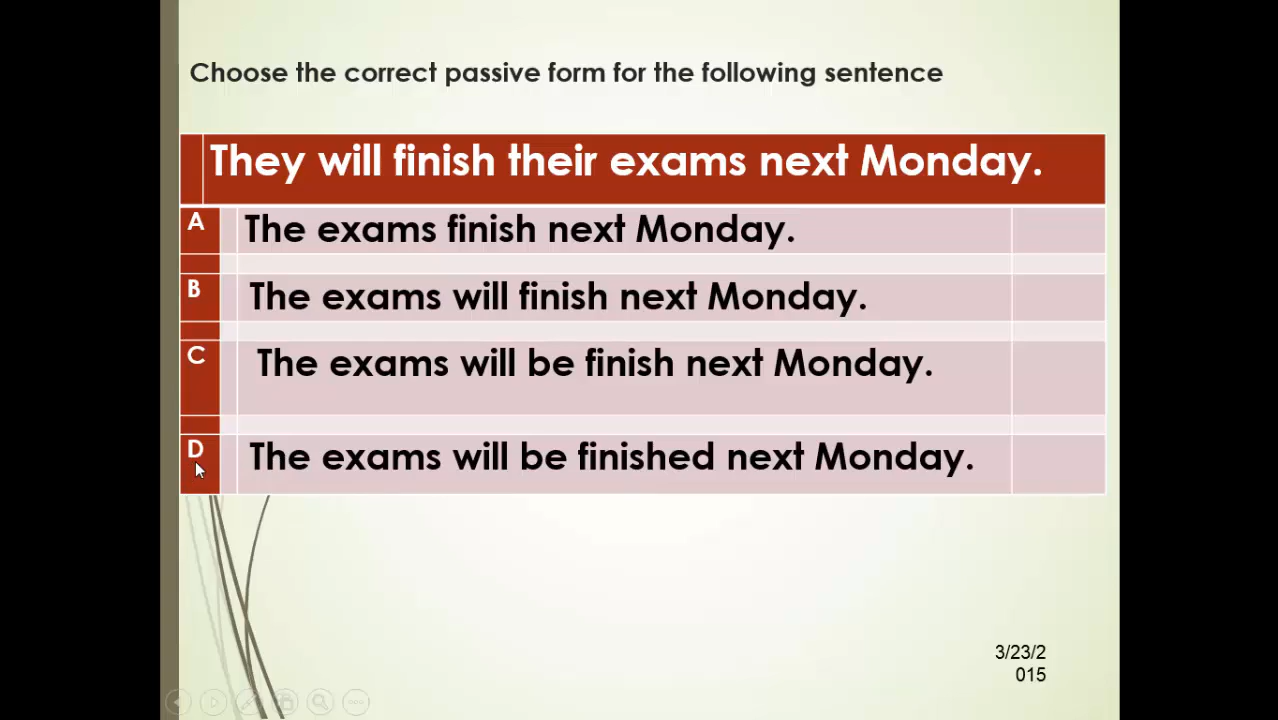 Choose the correct passive form for the following sentence
They will finish their exams next Monday.
A The exams finish next Monday.
B The exams will finish next Monday.
C The exams will be finish next Monday.
D The exams will be finished next Monday.
3/23/2
015